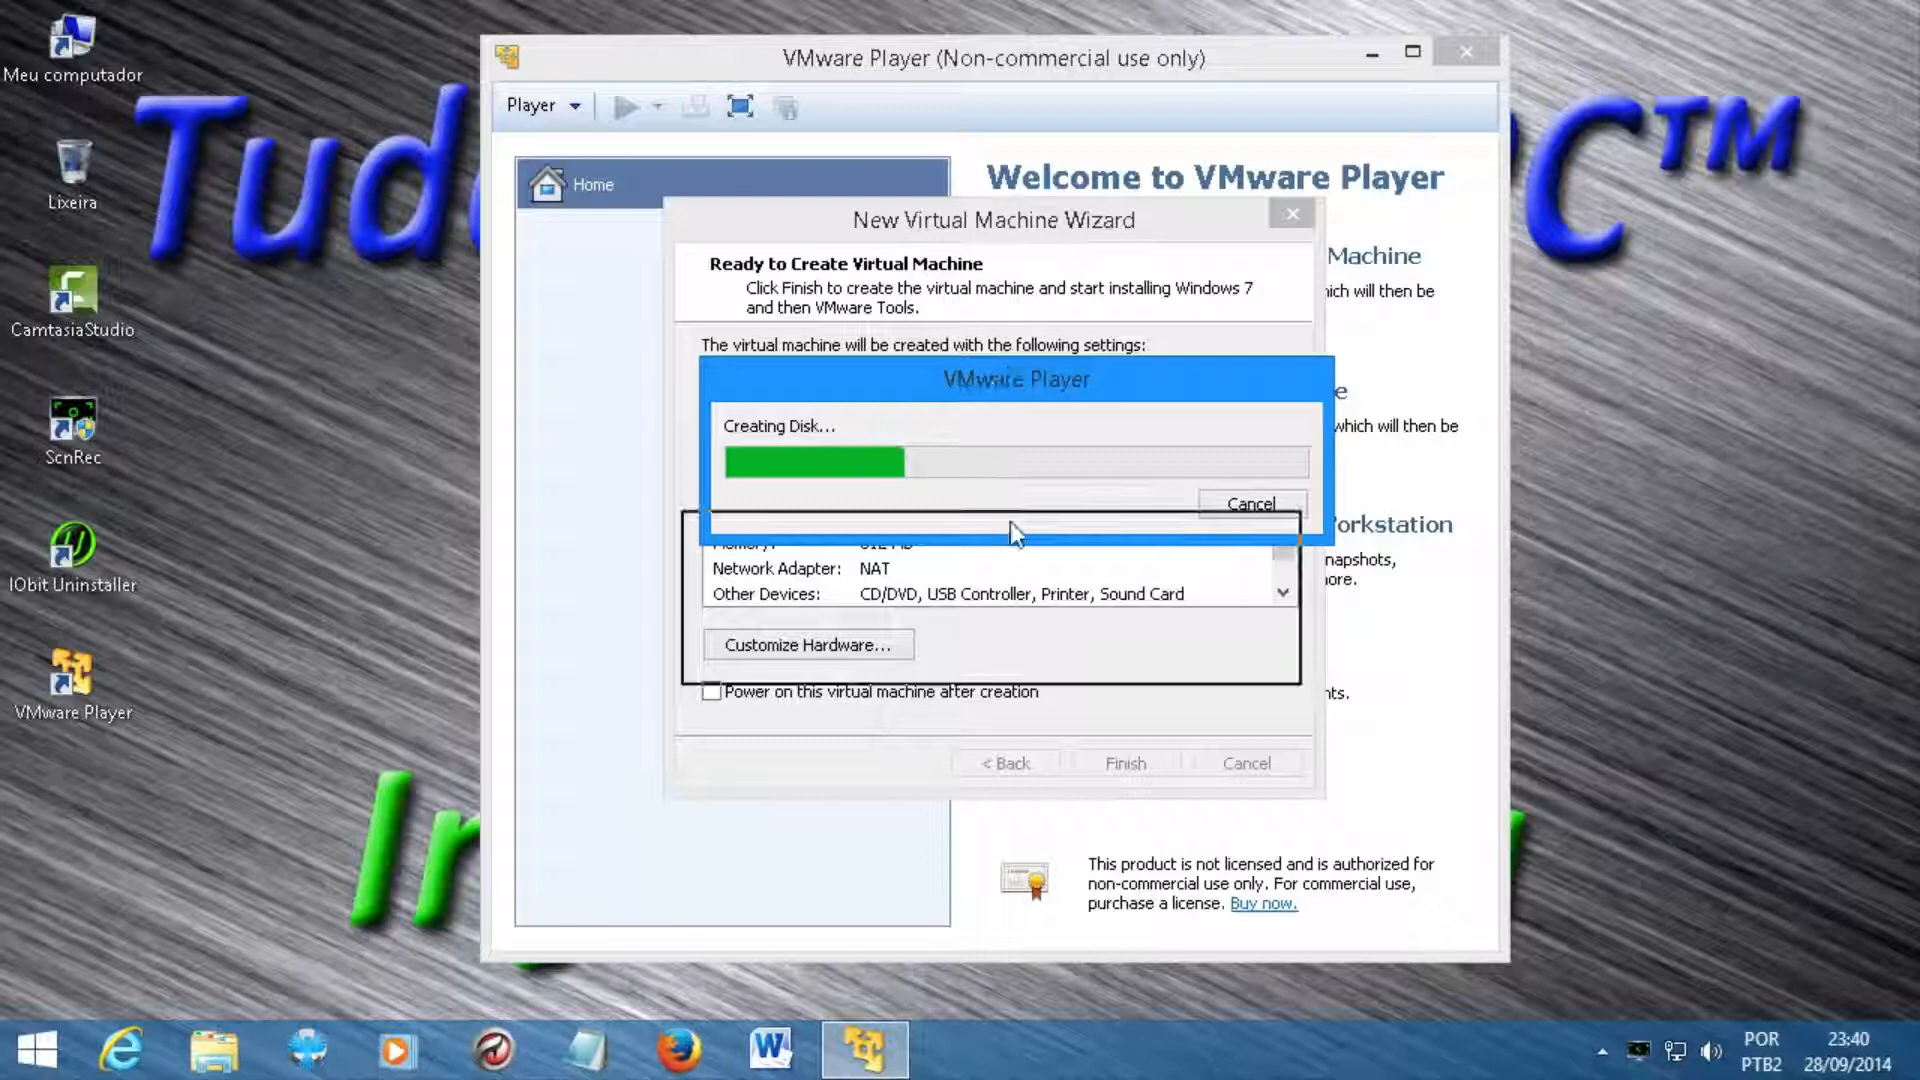 Meu computador
Lixeira
CamtasiaStudio
ScnRec
IObit Uninstaller
VMware Player
Tud
C™
VMware Player (Non-commercial use only)
Player
Home
Welcome to VMware Player
Machine
ich will then be
e
which will then be
orkstation
napshots,
ore.
nts.
New Virtual Machine Wizard
Ready to Create Virtual Machine
Click Finish to create the virtual machine and start installing Windows 7
and then VMware Tools.
The virtual machine will be created with the following settings:
VMware Player
Creating Disk...
Cancel
Network Adapter: NAT
Other Devices: CD/DVD, USB Controller, Printer, Sound Card
Customize Hardware...
Power on this virtual machine after creation
< Back Finish Cancel
This product is not licensed and is authorized for
non-commercial use only. For commercial use,
purchase a license. Buy now.
POR
PTB2
23:40
28/09/2014